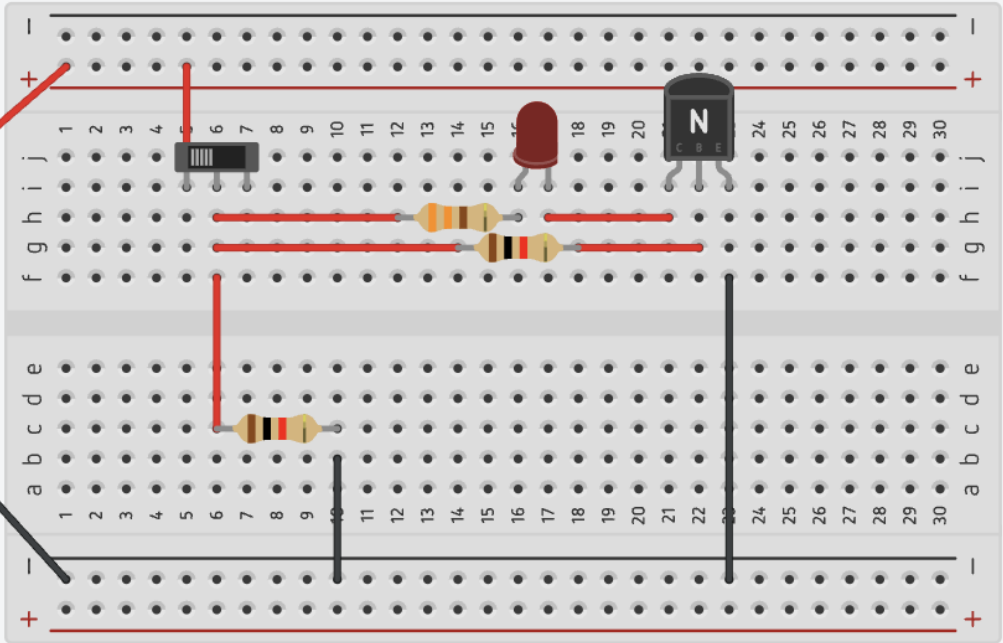 − −
+ +
1 2 3 4 5 6 7 8 9 10 11 12 13 14 15 16 17 18 19 20 21 22 23 24 25 26 27 28 29 30
N
C B E
j j
i i
h h
g g
f f
e e
d d
c c
b b
a a
1 2 3 4 5 6 7 8 9 10 11 12 13 14 15 16 17 18 19 20 21 22 23 24 25 26 27 28 29 30
− −
+ +